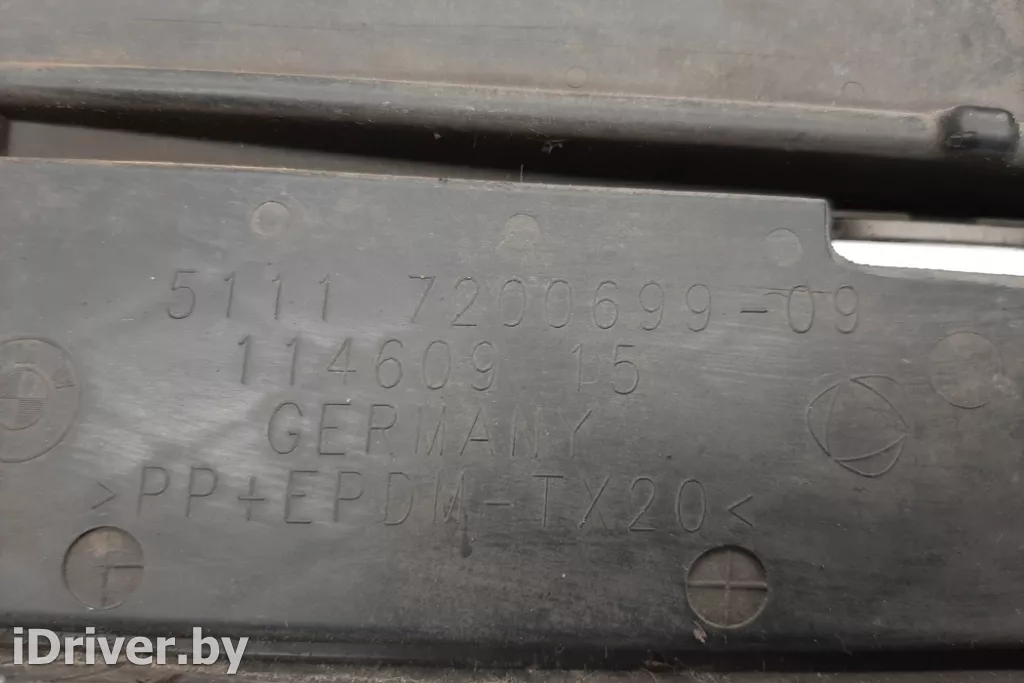 5111 7200699-09
114609 15
GERMANY
>PP+EPDM-TX20<
iDriver.by